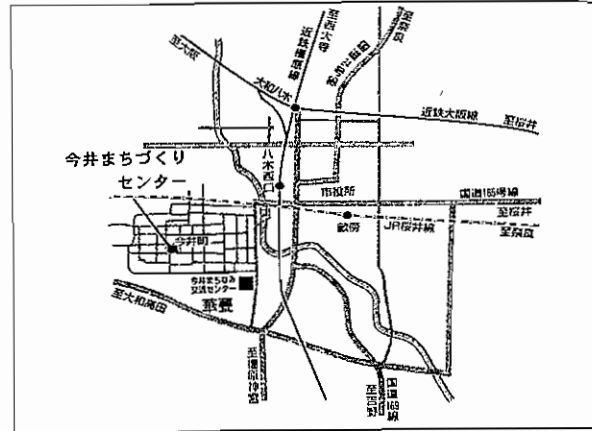 至西大寺
近鉄橿原線
至奈良
至大阪
大和八木
近鉄大阪線
至桜井
今井まちづくり
センター
八木西口
市役所
国道165号線
至桜井
畝傍
JR桜井線
至奈良
今井町
今井まちなみ
交流センター
華甍
至大和高田
至橿原神宮
国道169線
至吉野